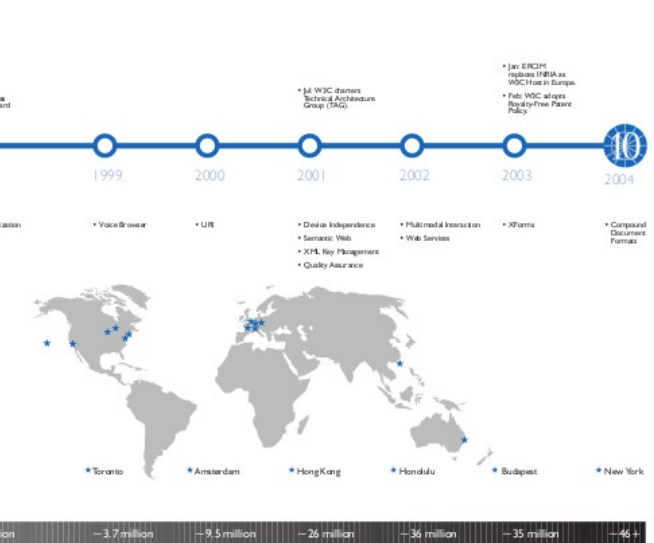 • Jan: ERCIM
replaces INRIA as
W3C Host in Europe.
• Jul: W3C charters
Technical Architecture
Group (TAG).
• Feb: W3C adopts
Royalty-Free Patent
Policy.
ard
10
1999
2000
2001
2002
2003
2004
ization
• Voice Browser
• URI
• Device Independence
• Multimodal Interaction
• XForms
• Compound
Document
Formats
• Semantic Web
• Web Services
• XML Key Management
• Quality Assurance
Toronto
Amsterdam
Hong Kong
Honolulu
Budapest
New York
ion
~3.7 million
~9.5 million
~26 million
~36 million
~35 million
~46+